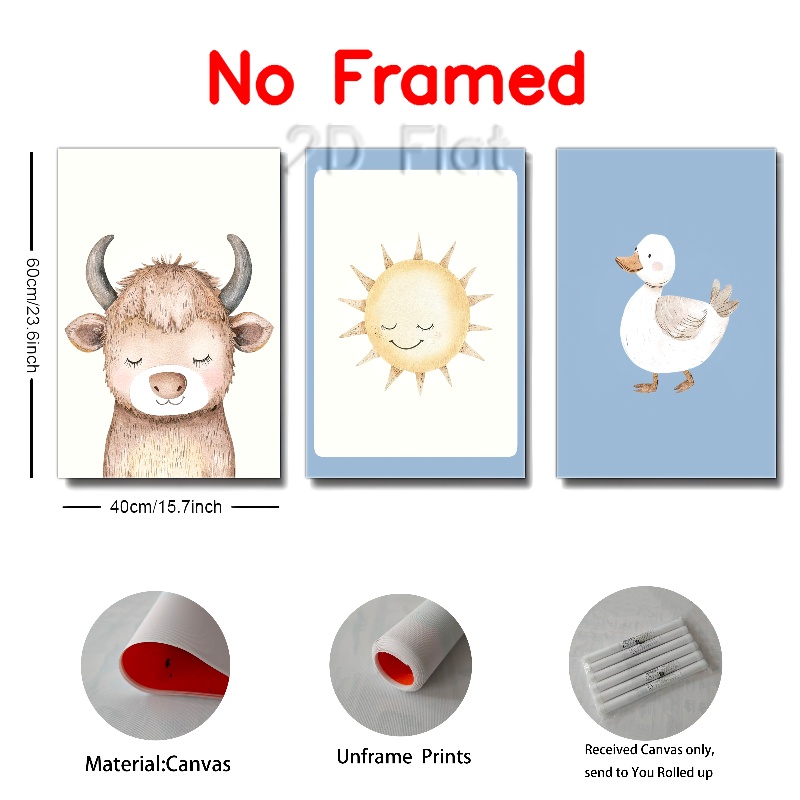 No Framed
2D Flat
60cm/23.6inch
40cm/15.7inch
Material:Canvas
Unframe Prints
Received Canvas only,
send to You Rolled up